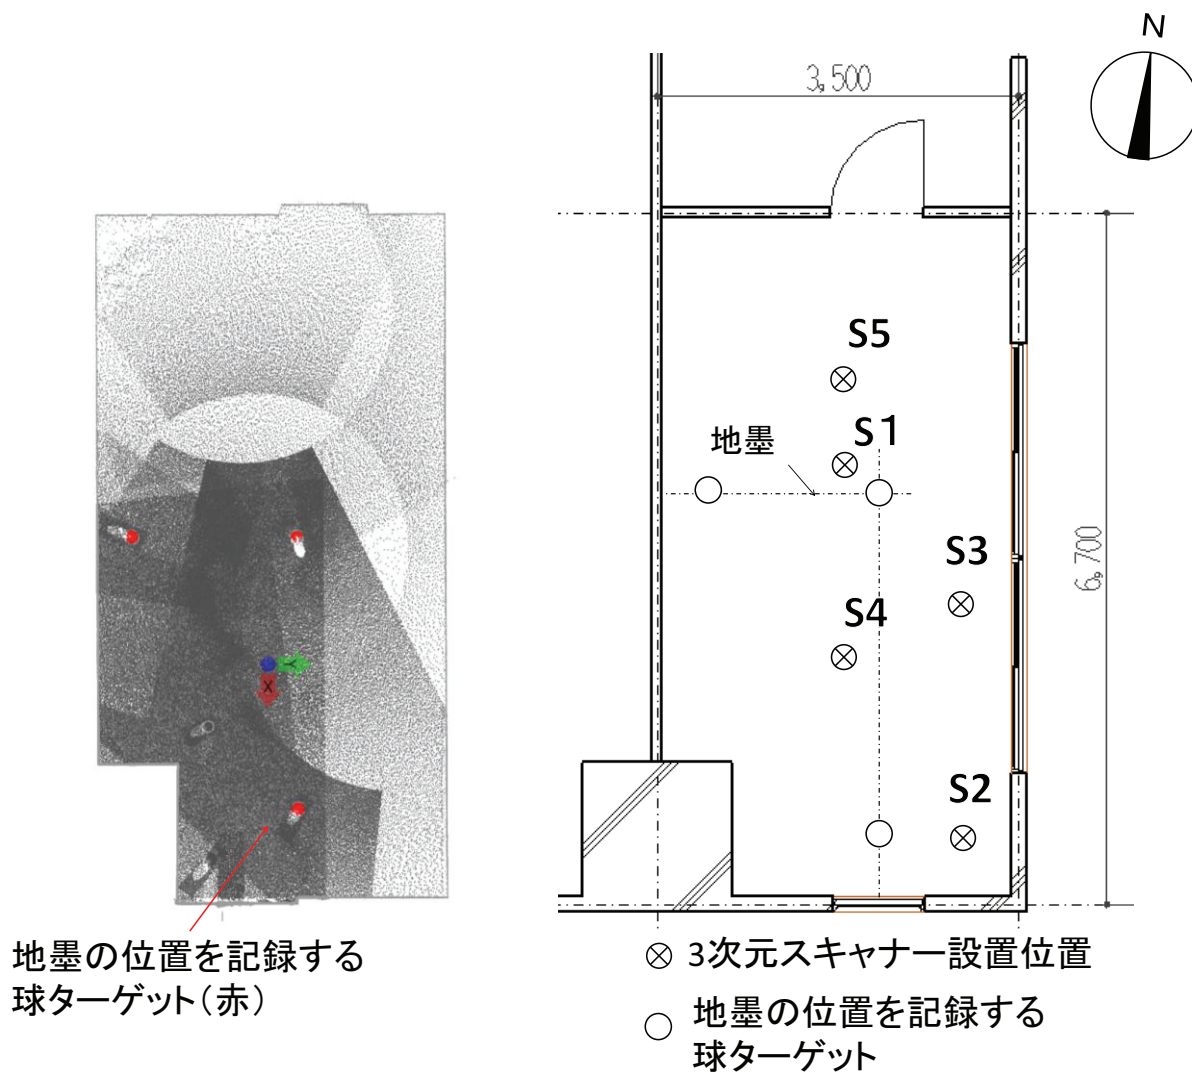 N
3,500
S5
S1
地墨
S3
S4
6,700
S2
Y
X
地墨の位置を記録する
球ターゲット(赤)
3次元スキャナー設置位置
地墨の位置を記録する
球ターゲット